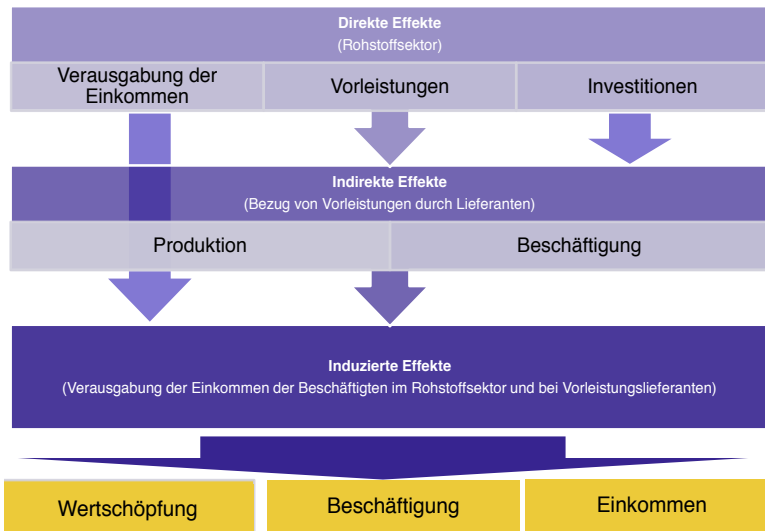 Direkte Effekte
(Rohstoffsektor)
Verausgabung der
Einkommen
Vorleistungen
Investitionen
Indirekte Effekte
(Bezug von Vorleistungen durch Lieferanten)
Produktion
Beschäftigung
Induzierte Effekte
(Verausgabung der Einkommen der Beschäftigten im Rohstoffsektor und bei Vorleistungslieferanten)
Wertschöpfung
Beschäftigung
Einkommen